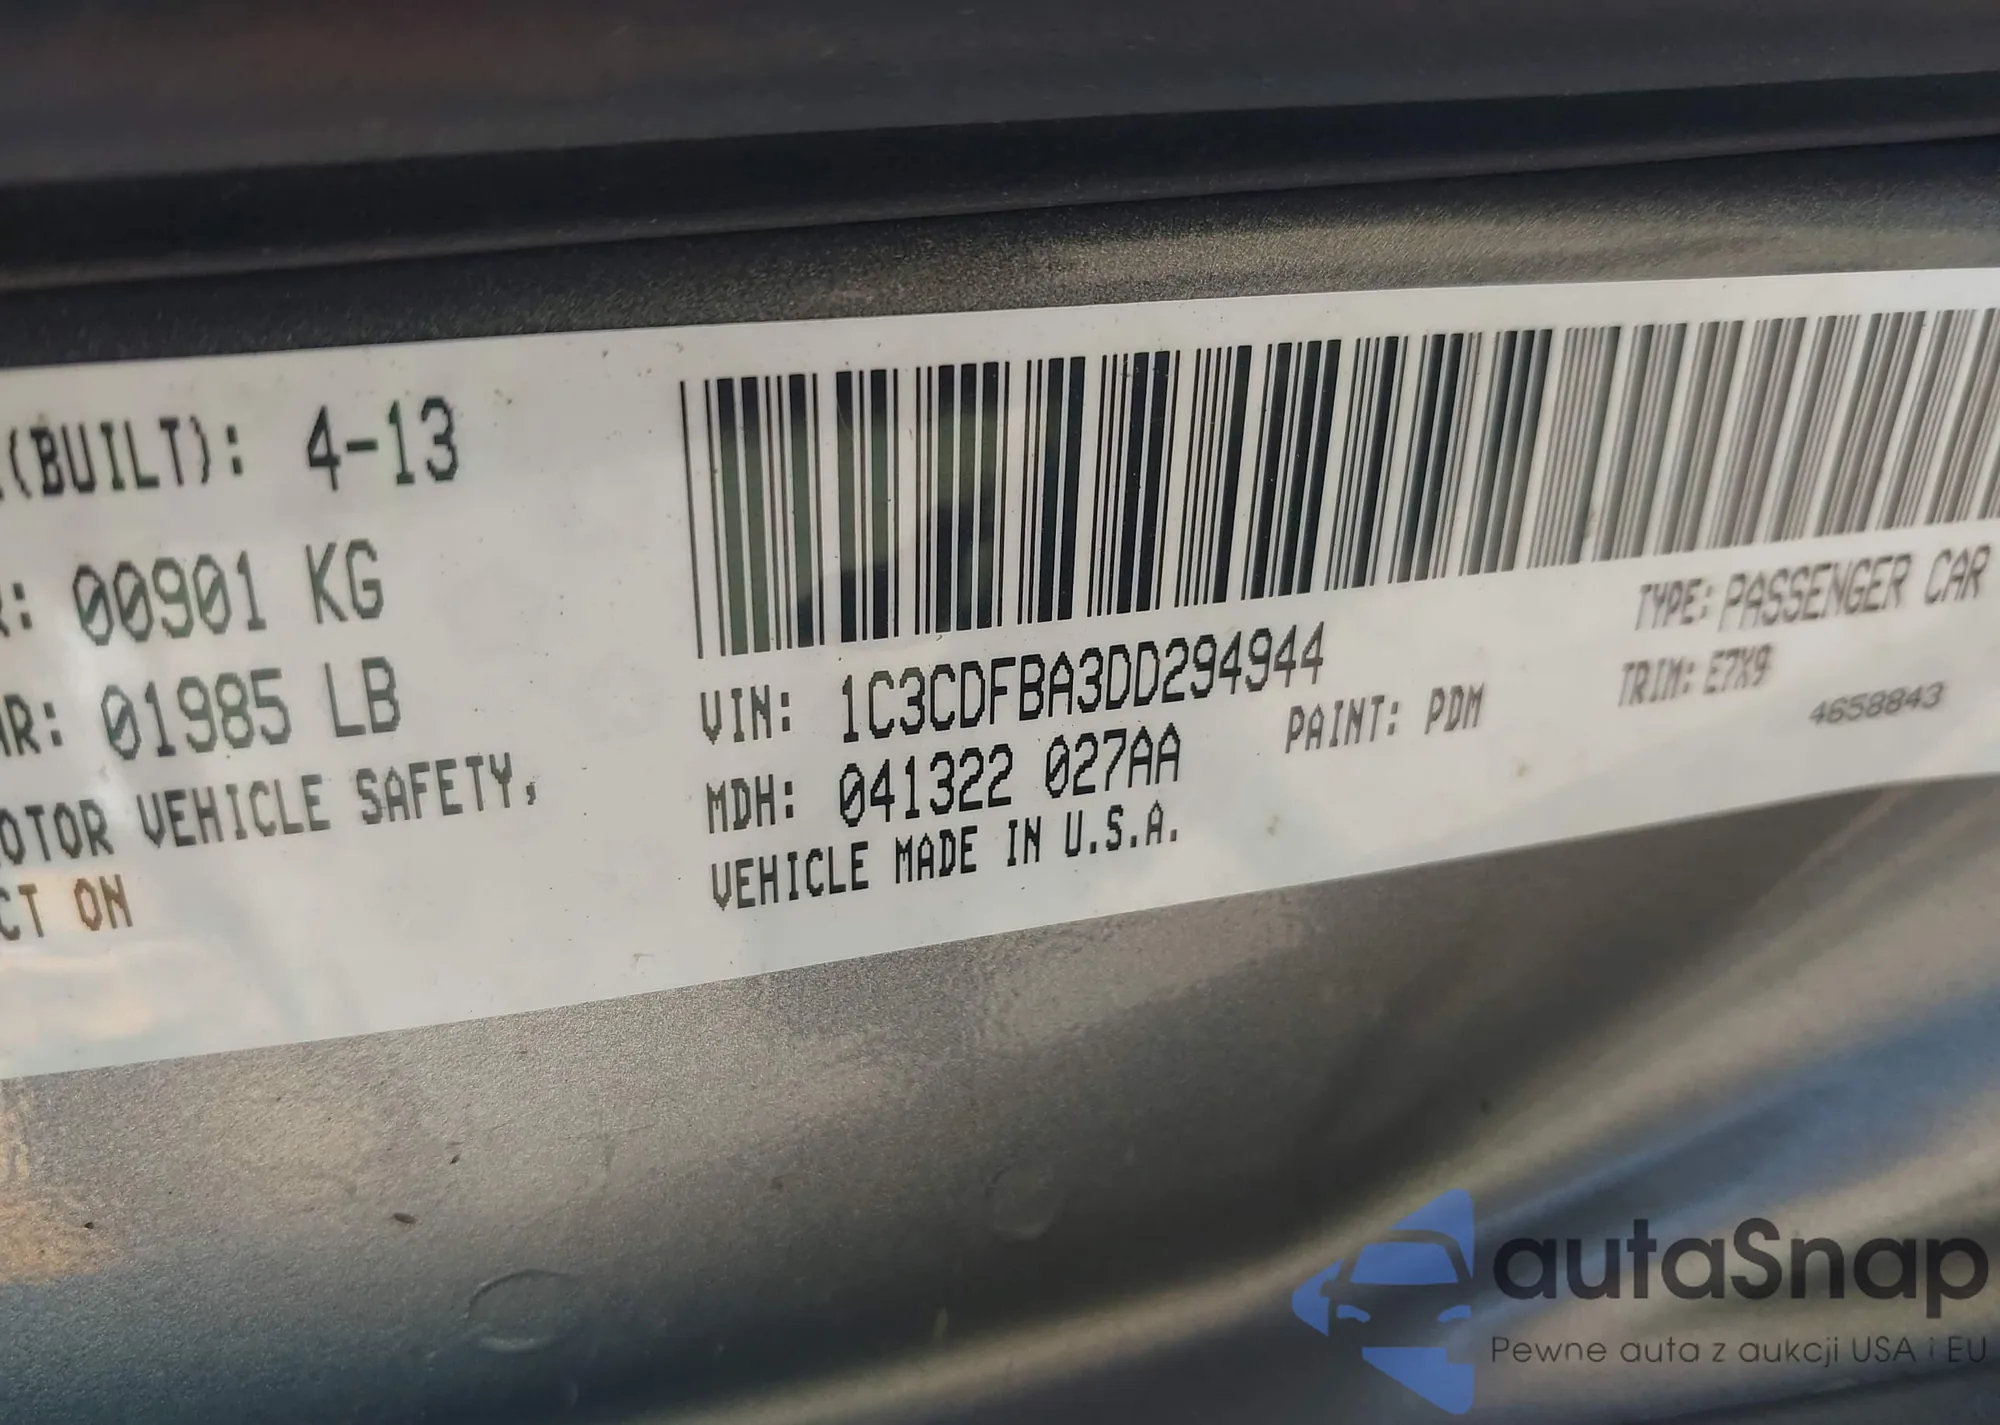 (BUILT): 4-13
R: 00901 KG
AR: 01985 LB
OTOR VEHICLE SAFETY,
CT ON
VIN: 1C3CDFBA3DD294944
MDH: 041322 027AA
VEHICLE MADE IN U.S.A.
PAINT: PDM
TYPE: PASSENGER CAR
TRIM: E7X9
4658843
autaSnap
Pewne auta z aukcji USA i EU